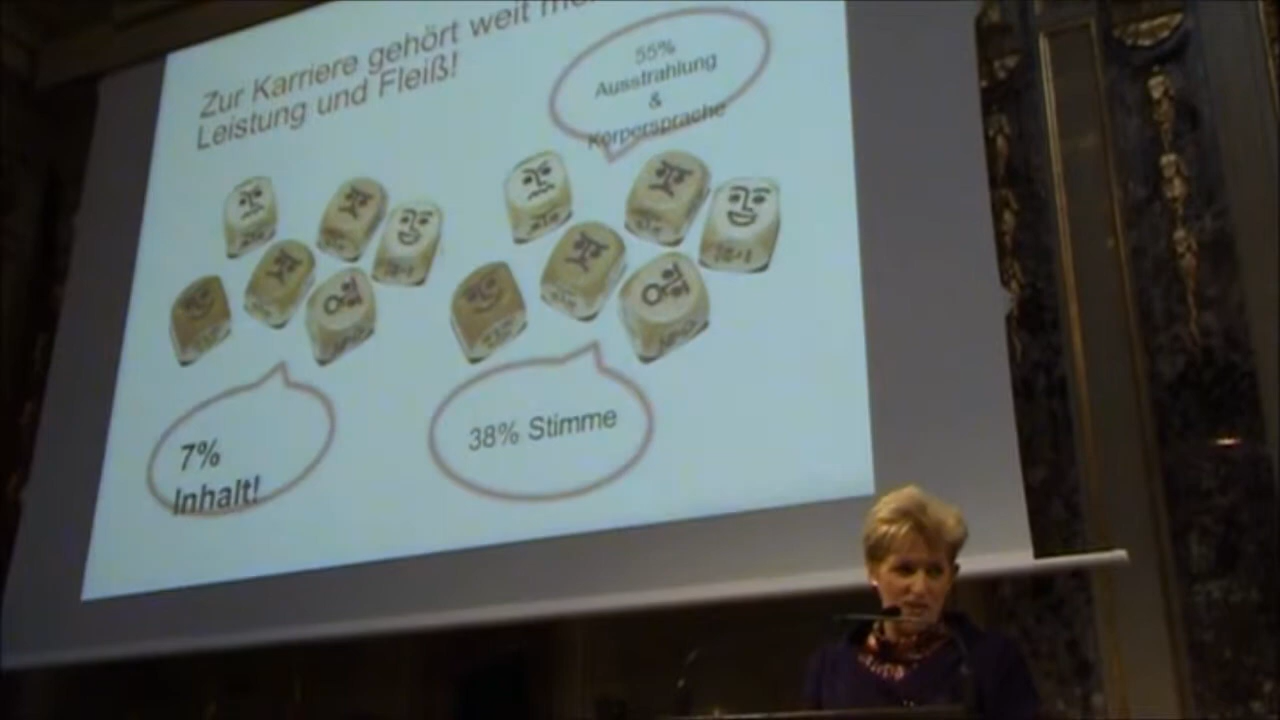 Zur Karriere gehört weit
Leistung und Fleiß!
55%
Ausstrahlung
&
Körpersprache
7%
Inhalt!
38% Stimme